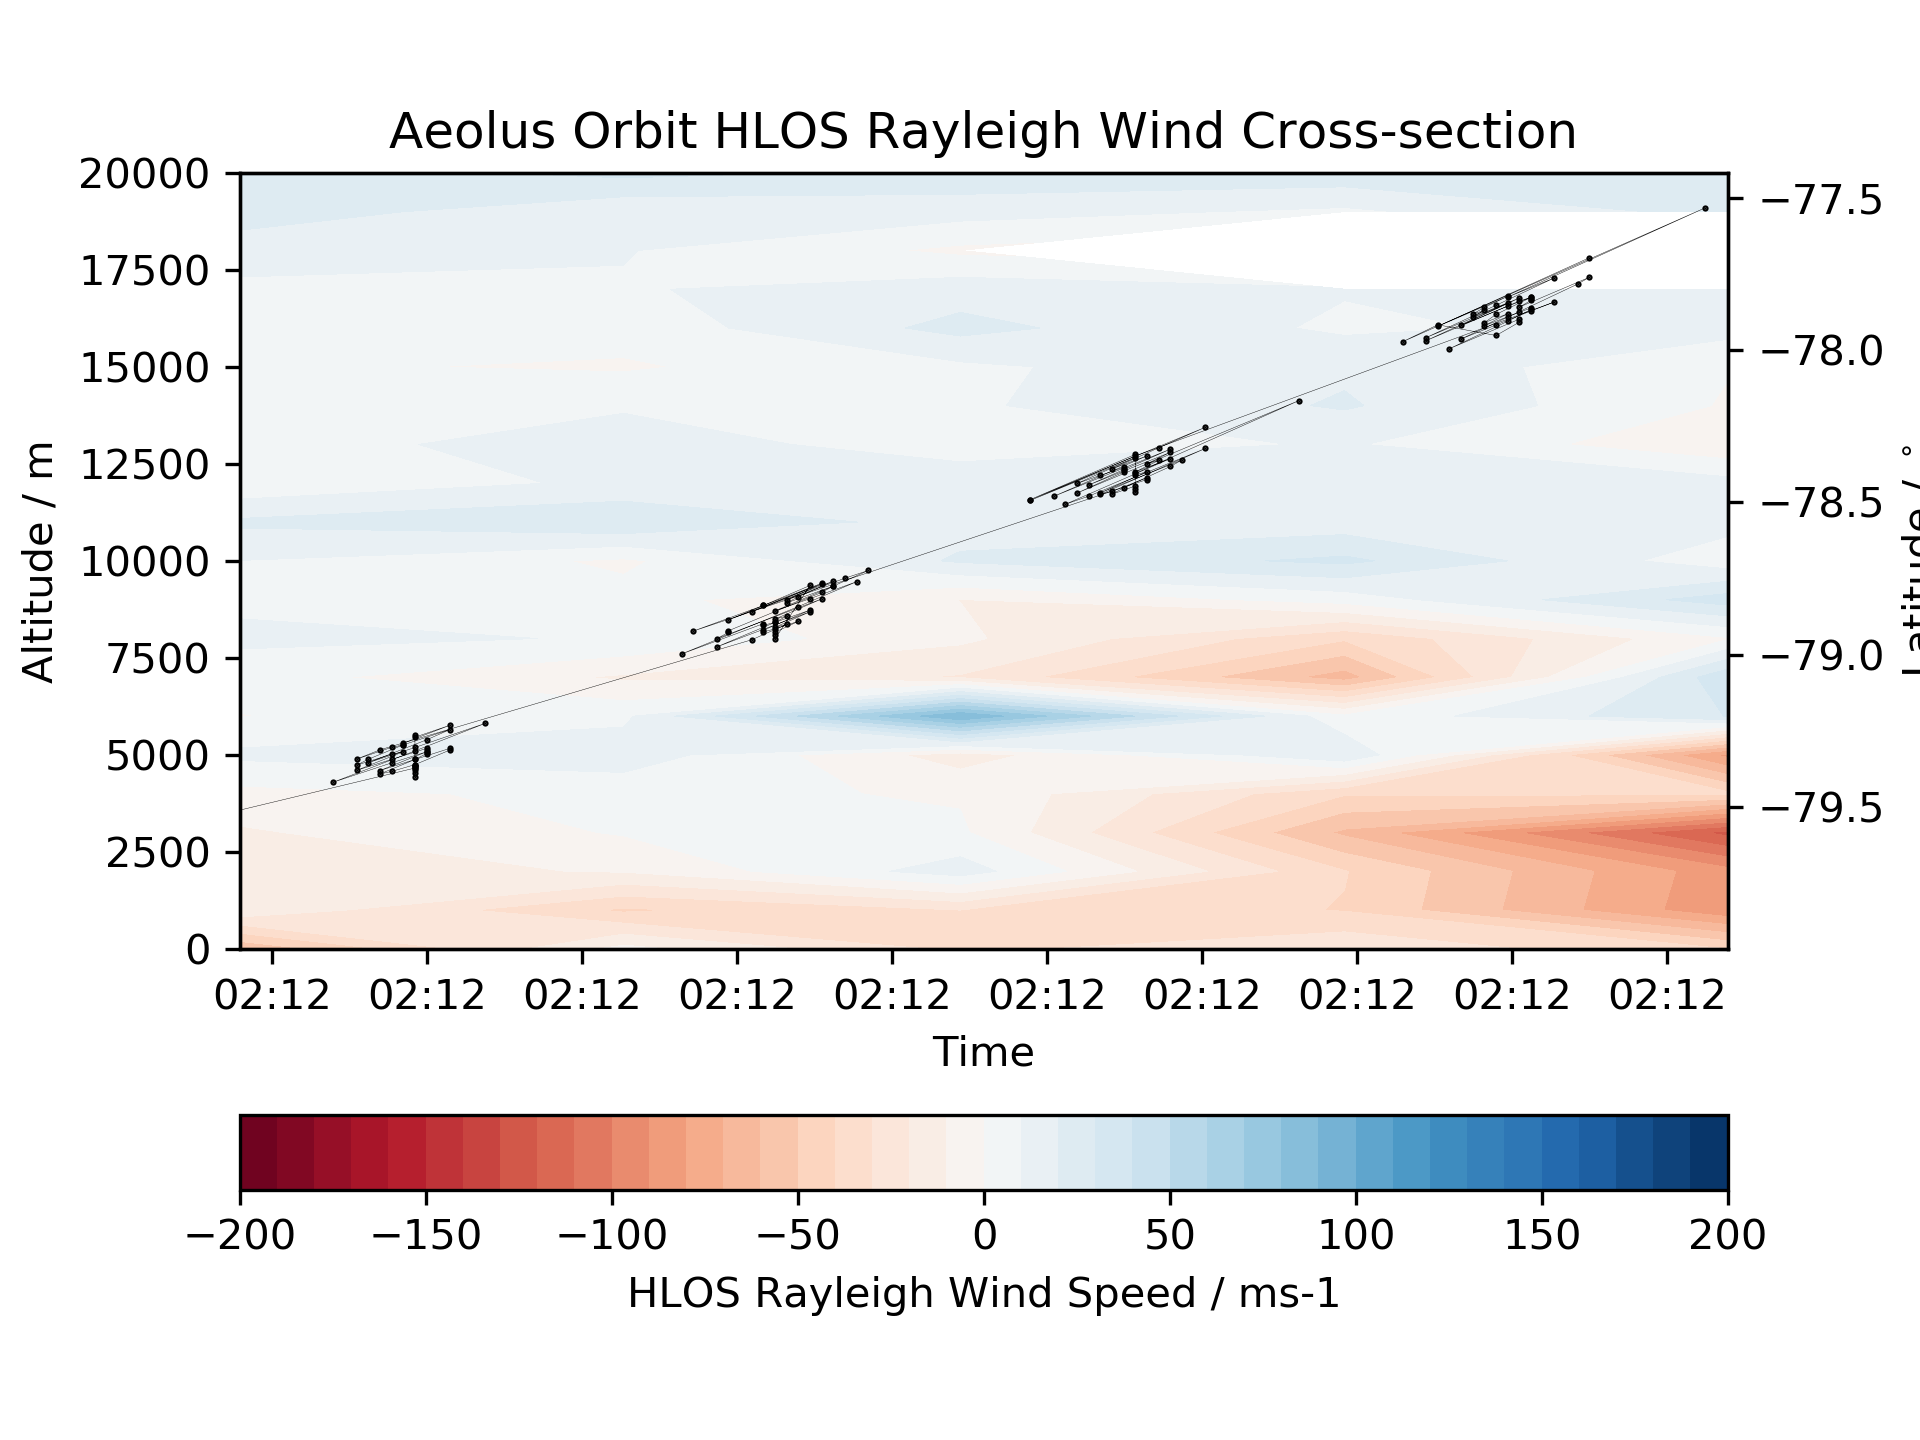 Aeolus Orbit HLOS Rayleigh Wind Cross-section
20000
17500
15000
12500
10000
7500
5000
2500
0
Altitude / m
−77.5
−78.0
−78.5
−79.0
−79.5
Latitude / °
02:12 02:12 02:12 02:12 02:12 02:12 02:12 02:12 02:12 02:12
Time
−200 −150 −100 −50 0 50 100 150 200
HLOS Rayleigh Wind Speed / ms-1